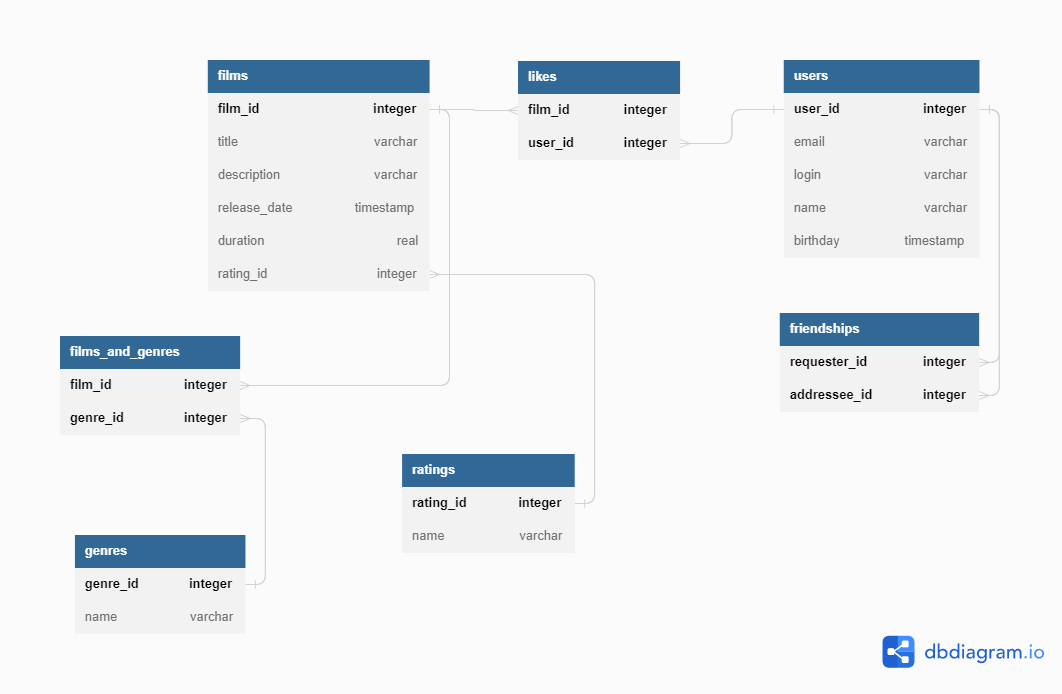 films
film_id integer
title varchar
description varchar
release_date timestamp
duration real
rating_id integer
likes
film_id integer
user_id integer
users
user_id integer
email varchar
login varchar
name varchar
birthday timestamp
friendships
requester_id integer
addressee_id integer
films_and_genres
film_id integer
genre_id integer
ratings
rating_id integer
name varchar
genres
genre_id integer
name varchar
dbdiagram.io